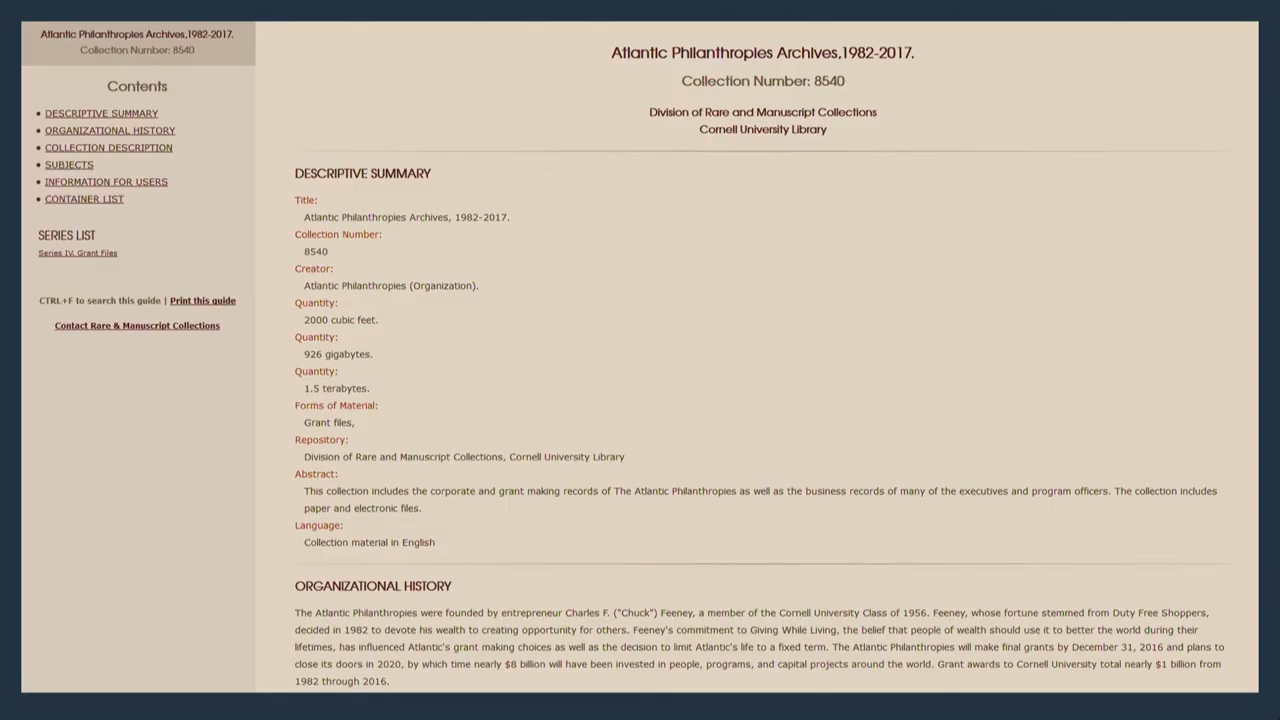 Atlantic Philanthropies Archives,1982-2017.
Collection Number: 8540
Contents
• DESCRIPTIVE SUMMARY
• ORGANIZATIONAL HISTORY
• COLLECTION DESCRIPTION
• SUBJECTS
• INFORMATION FOR USERS
• CONTAINER LIST
SERIES LIST
Series IV. Grant Files
CTRL+F to search this guide | Print this guide
Contact Rare & Manuscript Collections
Atlantic Philanthropies Archives,1982-2017.
Collection Number: 8540
Division of Rare and Manuscript Collections
Cornell University Library
DESCRIPTIVE SUMMARY
Title:
Atlantic Philanthropies Archives, 1982-2017.
Collection Number:
8540
Creator:
Atlantic Philanthropies (Organization).
Quantity:
2000 cubic feet.
Quantity:
926 gigabytes.
Quantity:
1.5 terabytes.
Forms of Material:
Grant files,
Repository:
Division of Rare and Manuscript Collections, Cornell University Library
Abstract:
This collection includes the corporate and grant making records of The Atlantic Philanthropies as well as the business records of many of the executives and program officers. The collection includes
paper and electronic files.
Language:
Collection material in English
ORGANIZATIONAL HISTORY
The Atlantic Philanthropies were founded by entrepreneur Charles F. ("Chuck") Feeney, a member of the Cornell University Class of 1956. Feeney, whose fortune stemmed from Duty Free Shoppers,
decided in 1982 to devote his wealth to creating opportunity for others. Feeney's commitment to Giving While Living, the belief that people of wealth should use it to better the world during their
lifetimes, has influenced Atlantic's grant making choices as well as the decision to limit Atlantic's life to a fixed term. The Atlantic Philanthropies will make final grants by December 31, 2016 and plans to
close its doors in 2020, by which time nearly $8 billion will have been invested in people, programs, and capital projects around the world. Grant awards to Cornell University total nearly $1 billion from
1982 through 2016.